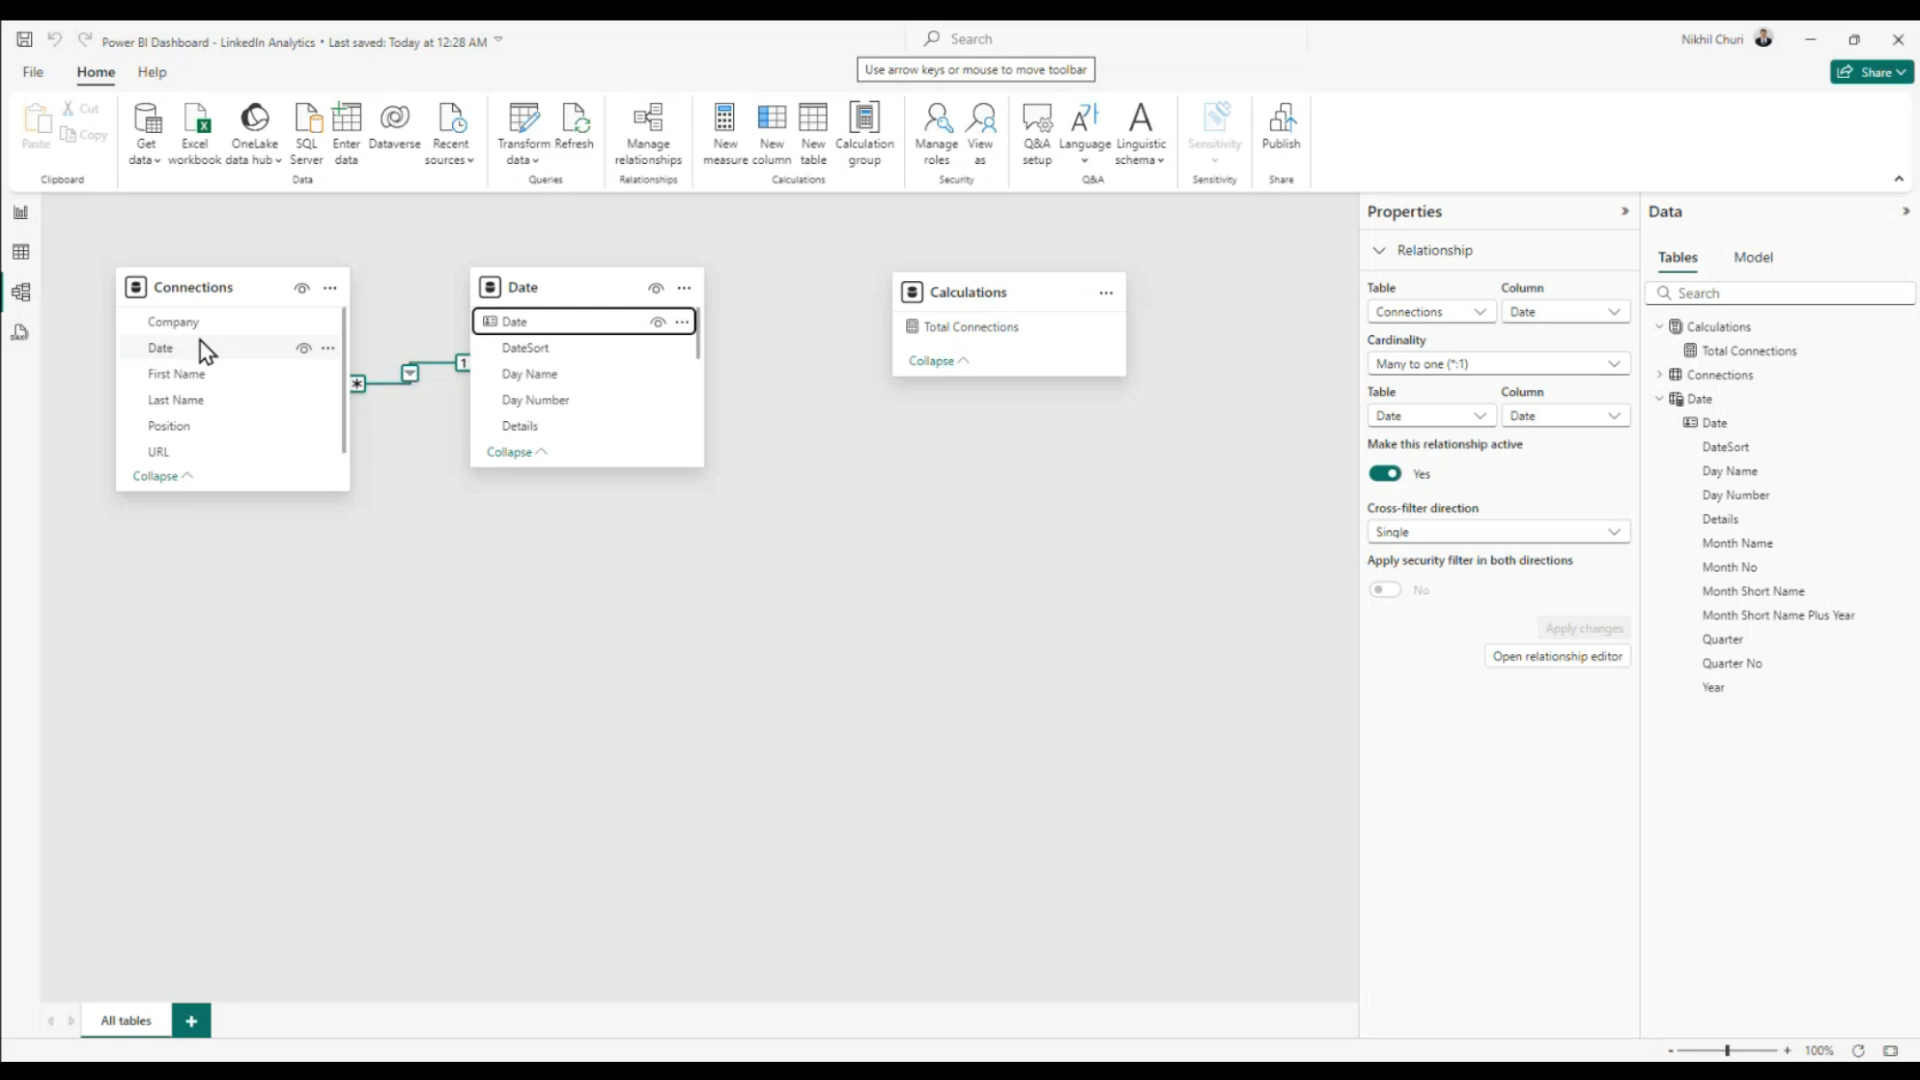 Power BI Dashboard - LinkedIn Analytics • Last saved: Today at 12:28 AM
Search
Nikhil Churi
File
Home
Help
Use arrow keys or mouse to move toolbar
Share
Paste
Cut
Copy
Clipboard
Get data
Excel workbook
OneLake data hub
SQL Server
Enter data
Dataverse
Recent sources
Data
Transform data
Refresh
Queries
Manage relationships
Relationships
New measure
New column
New table
Calculation group
Calculations
Manage roles
View as
Security
Q&A setup
Language
Linguistic schema
Q&A
Sensitivity
Sensitivity
Publish
Share
Connections
Company
Date
First Name
Last Name
Position
URL
Collapse
*
1
Date
Date
DateSort
Day Name
Day Number
Details
Collapse
Calculations
Total Connections
Collapse
Properties
Relationship
Table
Column
Connections
Date
Cardinality
Many to one (*:1)
Table
Column
Date
Date
Make this relationship active
Yes
Cross-filter direction
Single
Apply security filter in both directions
No
Apply changes
Open relationship editor
Data
Tables
Model
Search
Calculations
Total Connections
Connections
Date
Date
DateSort
Day Name
Day Number
Details
Month Name
Month No
Month Short Name
Month Short Name Plus Year
Quarter
Quarter No
Year
All tables
+
- + 100%